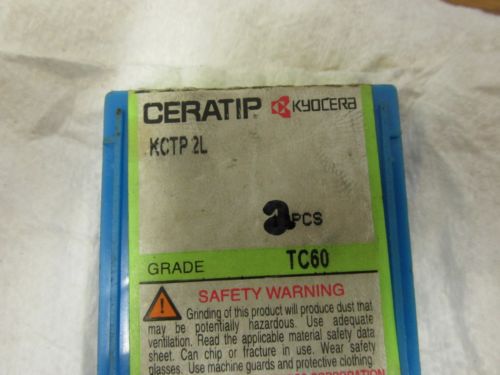 CERATIP KYOCERA
KCTP 2L
2 PCS
GRADE TC60
SAFETY WARNING
Grinding of this product will produce dust that
may be potentially hazardous. Use adequate
ventilation. Read the applicable material safety data
sheet. Can chip or fracture in use. Wear safety
glasses. Use machine guards and protective clothing
CORPORATION